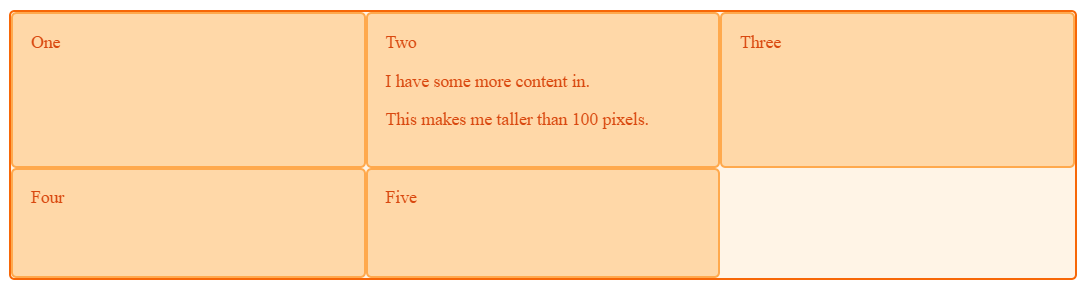 One
Two
Three
I have some more content in.
This makes me taller than 100 pixels.
Four
Five